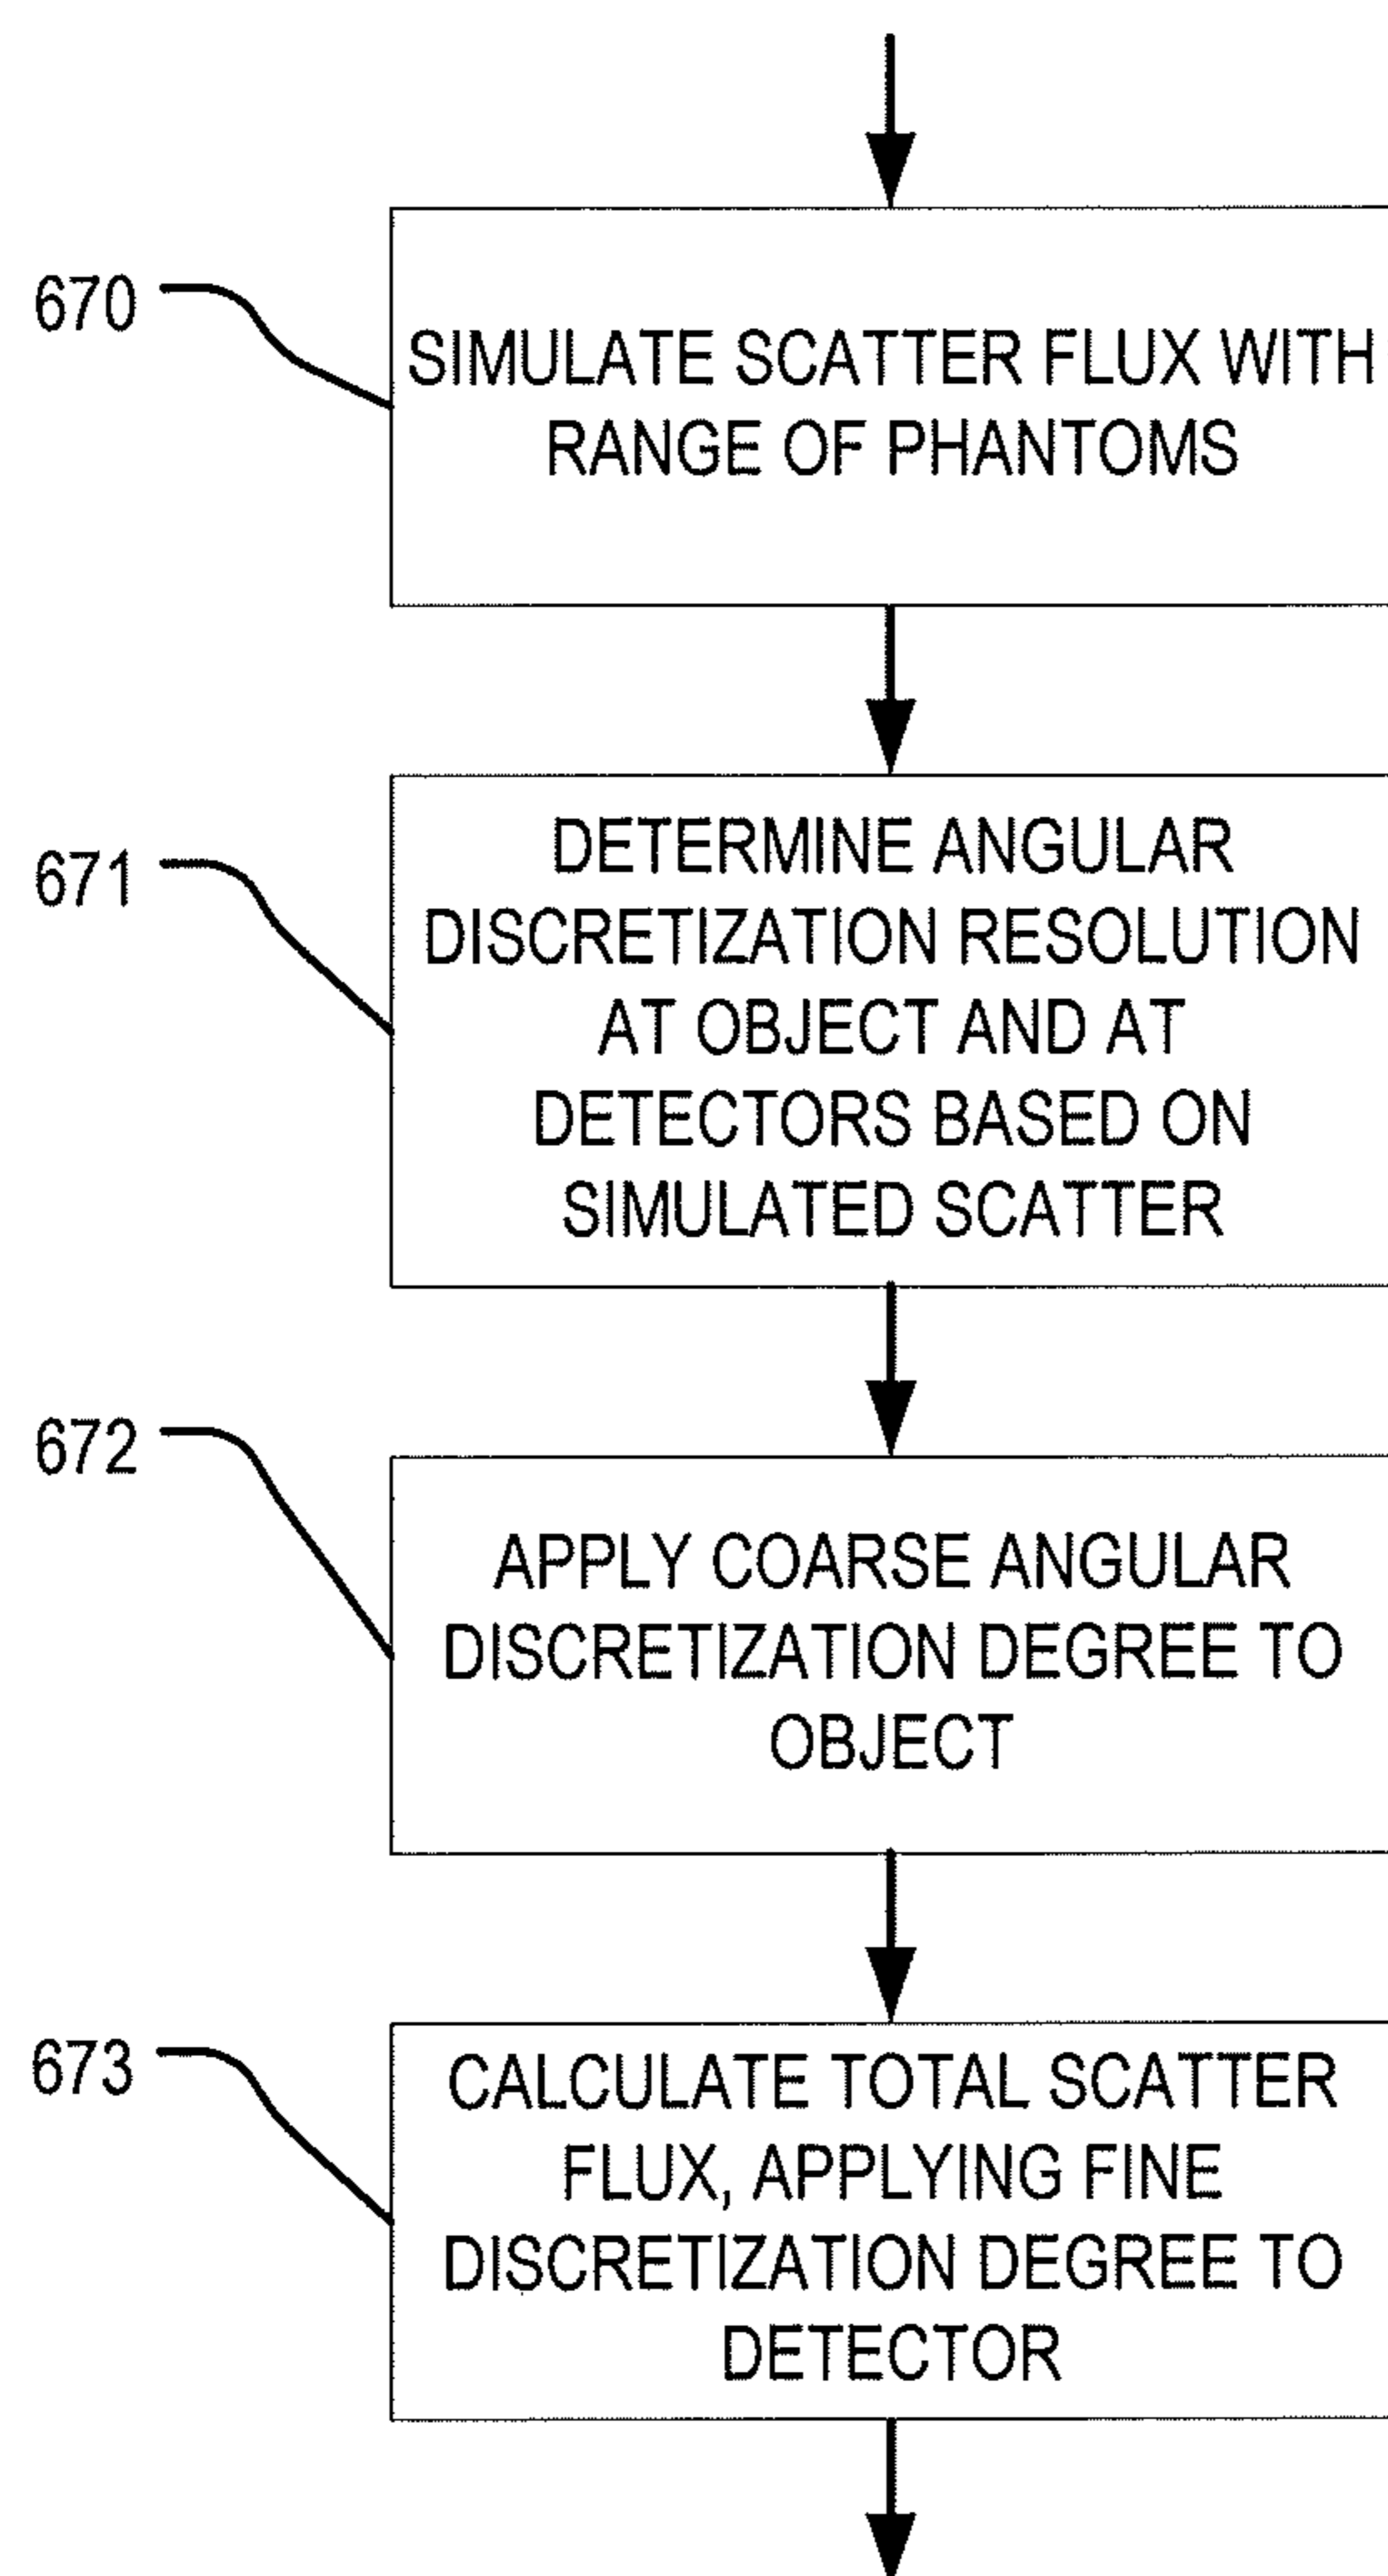 670
SIMULATE SCATTER FLUX WITH
RANGE OF PHANTOMS
671
DETERMINE ANGULAR
DISCRETIZATION RESOLUTION
AT OBJECT AND AT
DETECTORS BASED ON
SIMULATED SCATTER
672
APPLY COARSE ANGULAR
DISCRETIZATION DEGREE TO
OBJECT
673
CALCULATE TOTAL SCATTER
FLUX, APPLYING FINE
DISCRETIZATION DEGREE TO
DETECTOR